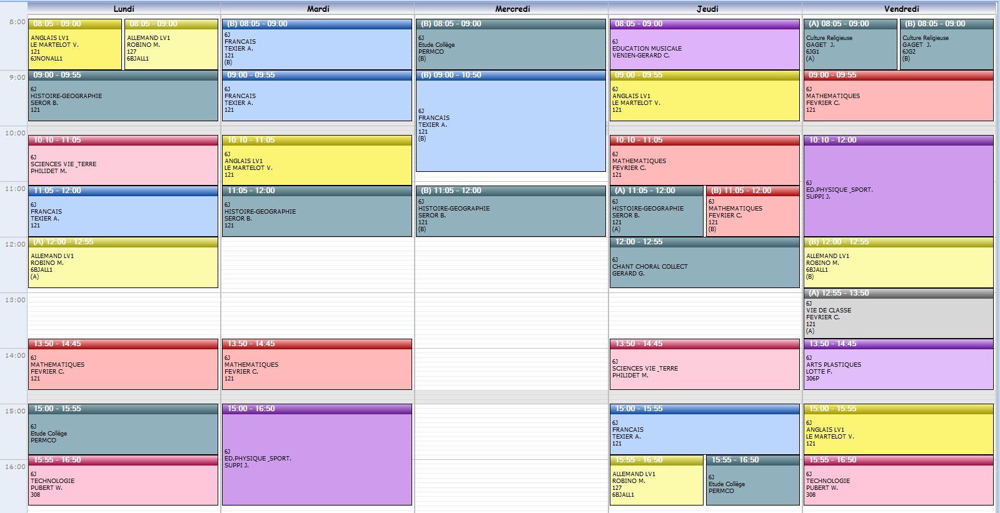 Lundi
Mardi
Mercredi
Jeudi
Vendredi
8:00
9:00
10:00
11:00
12:00
13:00
14:00
15:00
16:00
08:05 - 09:00
ANGLAIS LV1
LE MARTELOT V.
121
6JNONALL1
08:05 - 09:00
ALLEMAND LV1
ROBINO M.
127
6BJALL1
09:00 - 09:55
6J
HISTOIRE-GEOGRAPHIE
SEROR B.
121
10:10 - 11:05
6J
SCIENCES VIE _TERRE
PHILIDET M.
11:05 - 12:00
6J
FRANCAIS
TEXIER A.
121
(A) 12:00 - 12:55
ALLEMAND LV1
ROBINO M.
6BJALL1
(A)
13:50 - 14:45
6J
MATHEMATIQUES
FEVRIER C.
121
15:00 - 15:55
6J
Etude Collège
PERMCO
15:55 - 16:50
6J
TECHNOLOGIE
PUBERT W.
308
(B) 08:05 - 09:00
6J
FRANCAIS
TEXIER A.
121
(B)
09:00 - 09:55
6J
FRANCAIS
TEXIER A.
121
10:10 - 11:05
6J
ANGLAIS LV1
LE MARTELOT V.
121
11:05 - 12:00
6J
HISTOIRE-GEOGRAPHIE
SEROR B.
121
13:50 - 14:45
6J
MATHEMATIQUES
FEVRIER C.
121
15:00 - 16:50
6J
ED.PHYSIQUE _SPORT.
SUPPI J.
(B) 08:05 - 09:00
6J
Etude Collège
PERMCO
(B)
(B) 09:00 - 10:50
6J
FRANCAIS
TEXIER A.
121
(B)
(B) 11:05 - 12:00
6J
HISTOIRE-GEOGRAPHIE
SEROR B.
121
(B)
08:05 - 09:00
6J
EDUCATION MUSICALE
VENIEN-GERARD C.
09:00 - 09:55
6J
ANGLAIS LV1
LE MARTELOT V.
121
10:10 - 11:05
6J
MATHEMATIQUES
FEVRIER C.
121
(A) 11:05 - 12:00
6J
HISTOIRE-GEOGRAPHIE
SEROR B.
121
(A)
(B) 11:05 - 12:00
6J
MATHEMATIQUES
FEVRIER C.
121
(B)
12:00 - 12:55
6J
CHANT CHORAL COLLECT
GERARD G.
13:50 - 14:45
6J
SCIENCES VIE _TERRE
PHILIDET M.
15:00 - 15:55
6J
FRANCAIS
TEXIER A.
121
15:55 - 16:50
ALLEMAND LV1
ROBINO M.
127
6BJALL1
15:55 - 16:50
6J
Etude Collège
PERMCO
(A) 08:05 - 09:00
Culture Religieuse
GAGET J.
6JG1
(A)
(B) 08:05 - 09:00
Culture Religieuse
GAGET J.
6JG2
(B)
09:00 - 09:55
6J
MATHEMATIQUES
FEVRIER C.
121
10:10 - 12:00
6J
ED.PHYSIQUE _SPORT.
SUPPI J.
(B) 12:00 - 12:55
ALLEMAND LV1
ROBINO M.
6BJALL1
(B)
(A) 12:55 - 13:50
6J
VIE DE CLASSE
FEVRIER C.
121
(A)
13:50 - 14:45
6J
ARTS PLASTIQUES
LOTTE F.
306P
15:00 - 15:55
6J
ANGLAIS LV1
LE MARTELOT V.
121
15:55 - 16:50
6J
TECHNOLOGIE
PUBERT W.
308